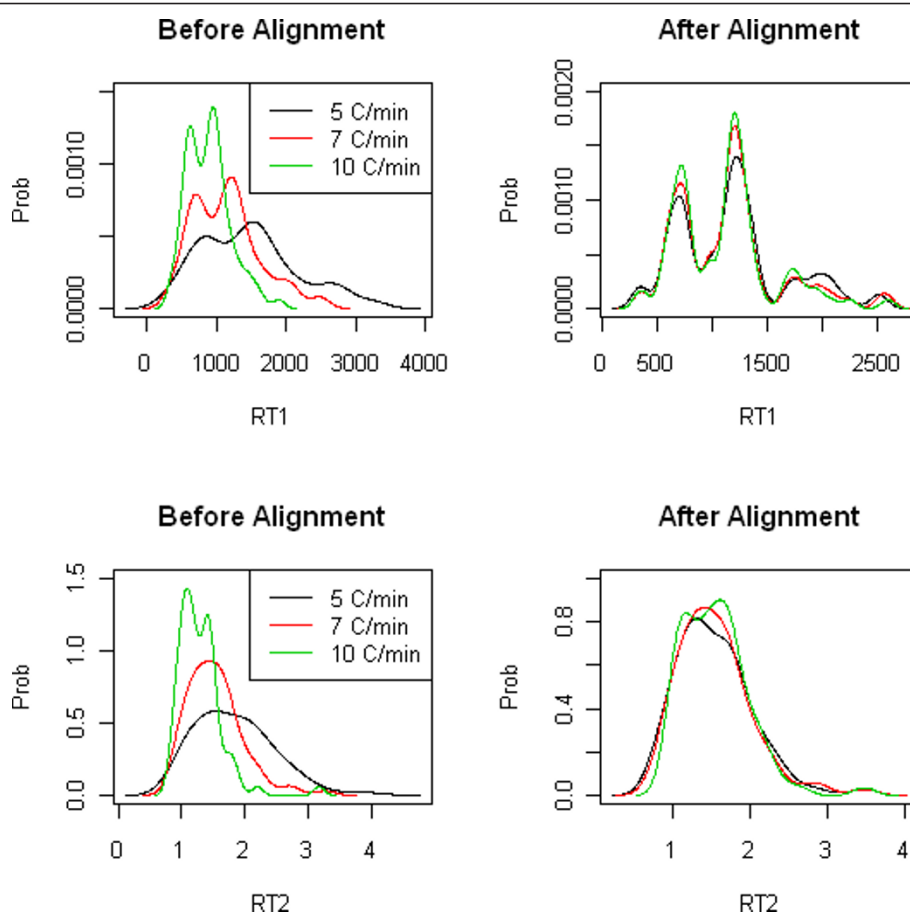 Before Alignment
Prob
0.0000 0.0010
5 C/min
7 C/min
10 C/min
0 1000 2000 3000 4000
RT1
After Alignment
Prob
0.0000 0.0010 0.0020
0 500 1500 2500
RT1
Before Alignment
Prob
0.0 0.5 1.0 1.5
5 C/min
7 C/min
10 C/min
0 1 2 3 4
RT2
After Alignment
Prob
0.0 0.4 0.8
1 2 3 4
RT2